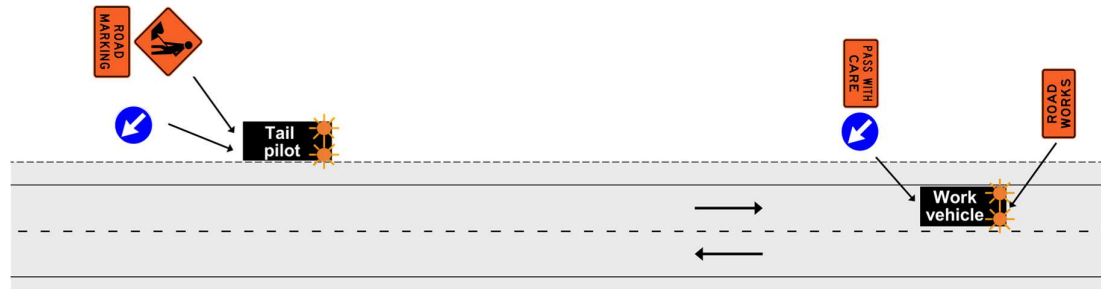 ROAD
MARKING
Tail
pilot
PASS WITH
CARE
ROAD
WORKS
Work
vehicle